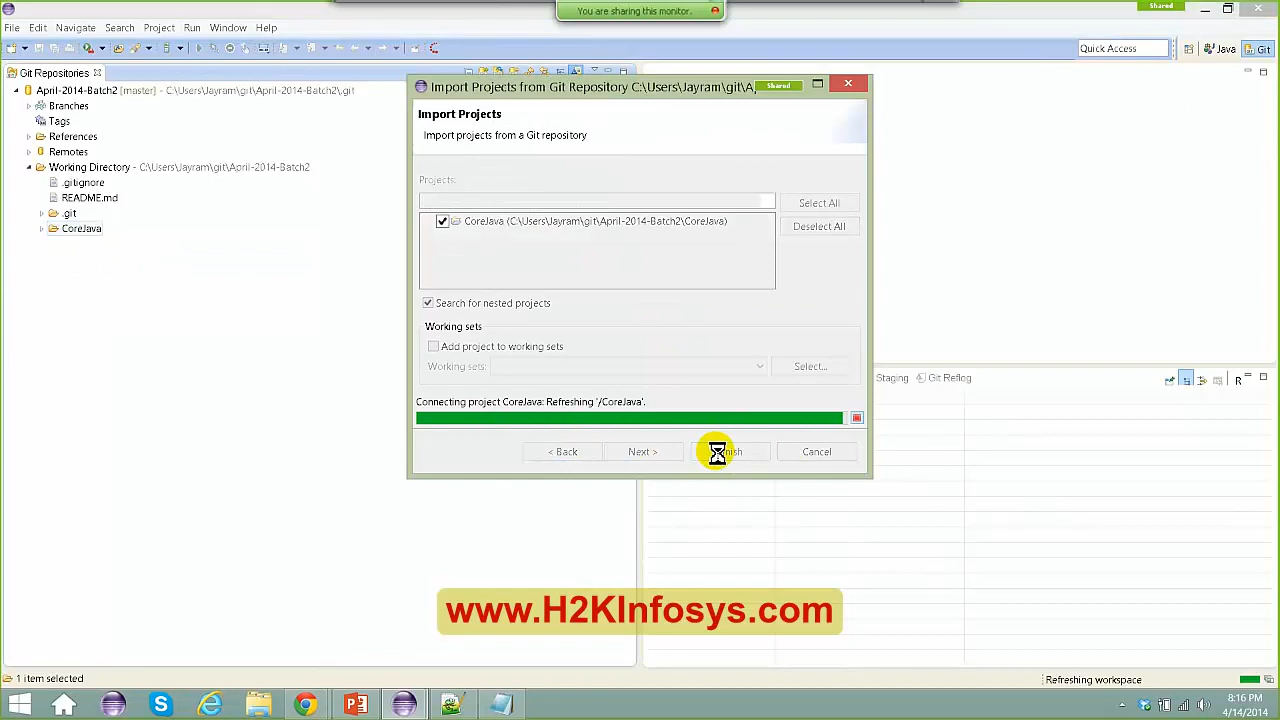 You are sharing this monitor.
Shared
File Edit Navigate Search Project Run Window Help
Quick Access
Java
Git
Git Repositories
April-2014-Batch2 [master] - C:\Users\Jayram\git\April-2014-Batch2\.git
Branches
Tags
References
Remotes
Working Directory - C:\Users\Jayram\git\April-2014-Batch2
.gitignore
README.md
.git
CoreJava
Import Projects from Git Repository C:\Users\Jayram\git\A
Shared
Import Projects
Import projects from a Git repository
Projects:
CoreJava (C:\Users\Jayram\git\April-2014-Batch2\CoreJava)
Select All
Deselect All
Search for nested projects
Working sets
Add project to working sets
Working sets:
Select...
Connecting project CoreJava: Refreshing '/CoreJava'.
< Back
Next >
Cancel
Staging
Git Reflog
R
www.H2KInfosys.com
1 item selected
Refreshing workspace
8:16 PM
4/14/2014